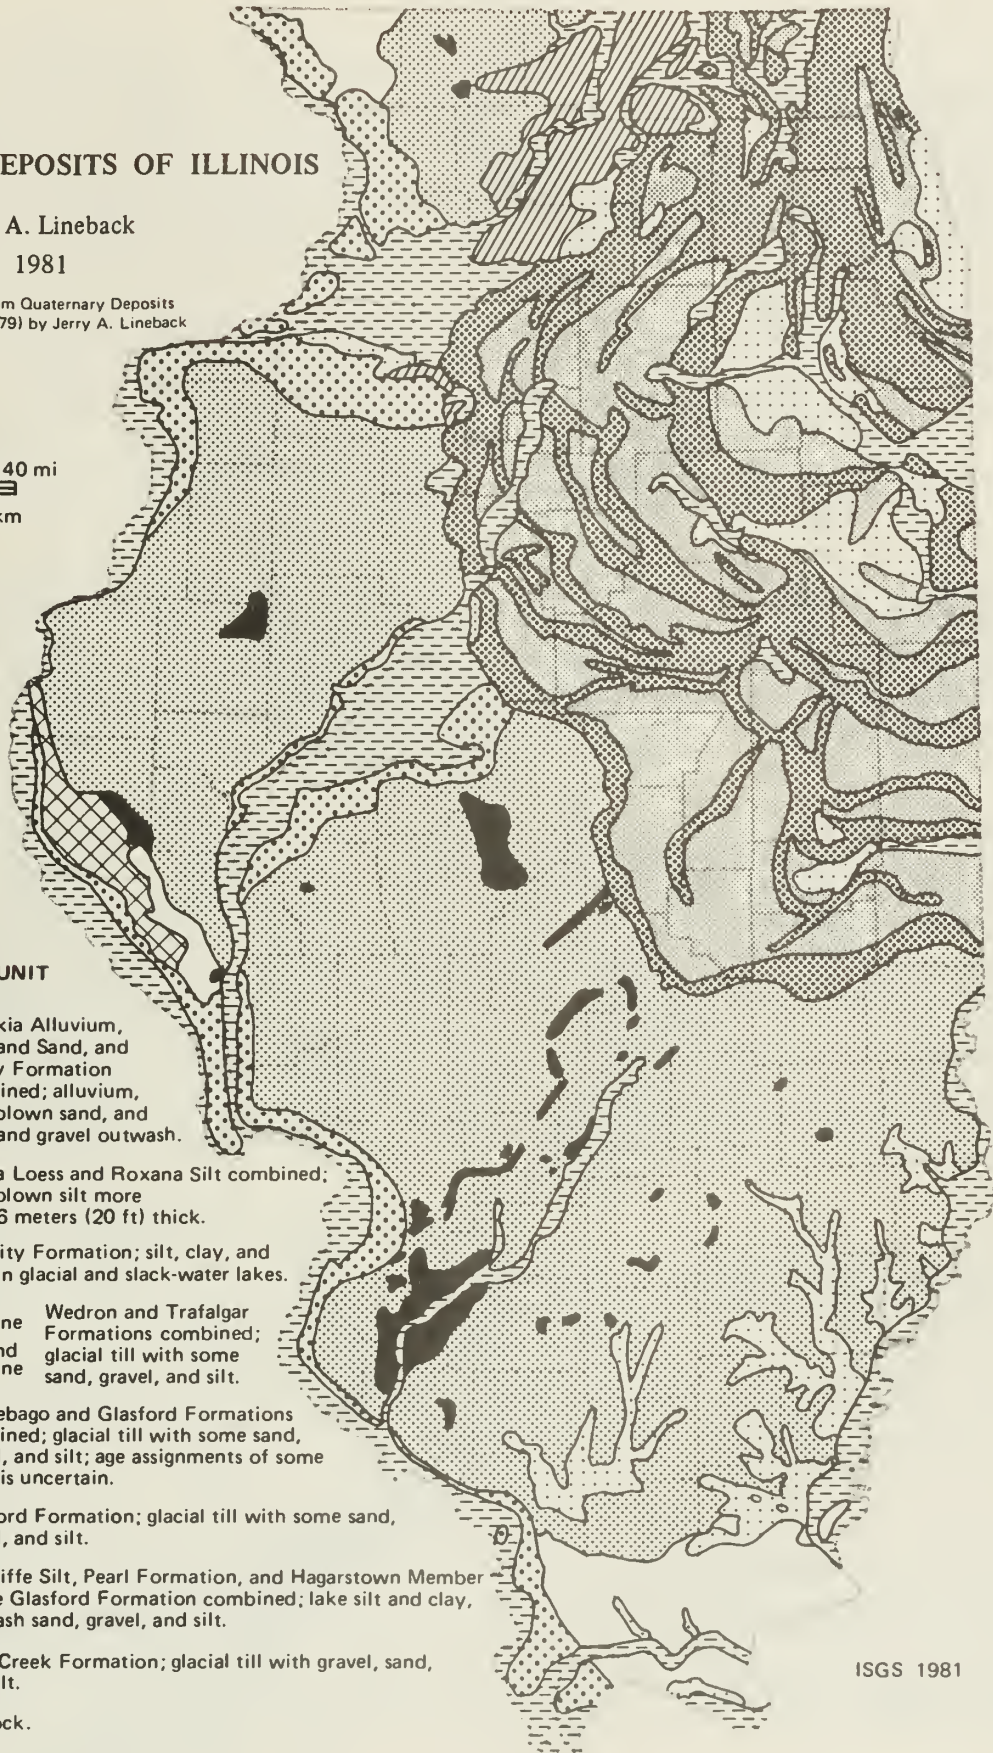 EPOSITS OF ILLINOIS
A. Lineback
1981
m Quaternary Deposits
79) by Jerry A. Lineback
40 mi
km
UNIT
kia Alluvium,
and Sand, and
y Formation
ined; alluvium,
blown sand, and
and gravel outwash.
a Loess and Roxana Silt combined;
blown silt more
6 meters (20 ft) thick.
ity Formation; silt, clay, and
n glacial and slack-water lakes.
ne
nd
ne
Wedron and Trafalgar
Formations combined;
glacial till with some
sand, gravel, and silt.
ebago and Glasford Formations
ined; glacial till with some sand,
, and silt; age assignments of some
is uncertain.
ord Formation; glacial till with some sand,
, and silt.
iffe Silt, Pearl Formation, and Hagarstown Member
e Glasford Formation combined; lake silt and clay,
ash sand, gravel, and silt.
Creek Formation; glacial till with gravel, sand,
lt.
ock.
ISGS 1981